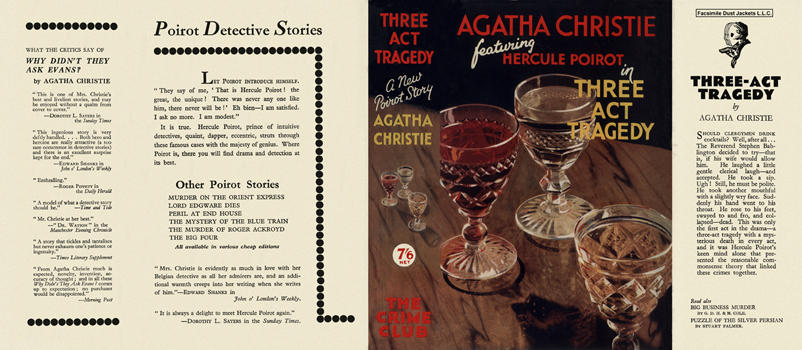 WHAT THE CRITICS SAY OF
WHY DIDN'T THEY
ASK EVANS?
by AGATHA CHRISTIE
"This is one of Mrs. Christie's
best and liveliest stories, and may
be enjoyed without a qualm from
cover to cover."
—DOROTHY L. SAYERS in
the Sunday Times
"This ingenious story is very
deftly handled. . . . Both hero and
heroine are really attractive (a too
rare occurrence in detective stories)
and there is an excellent surprise
kept for the end."
—EDWARD SHANKS in
John o' London's Weekly
"Enthralling."
—ROGER POVERTY in
the Daily Herald
"A model of what a detective story
should be." —Time and Tide
"Mr. Christie at her best."
—"DR. WATSON" in the
Manchester Evening Chronicle
"A story that tickles and tantalises
but never exhausts one's patience or
ingenuity."
—Times Literary Supplement
"From Agatha Christie much is
expected, novelty, invention, ac-
curacy of thought; and in all these
Why Didn't They Ask Evans? comes
up to expectation; no purchaser
would be disappointed."
—Morning Post
Poirot Detective Stories
LET POIROT INTRODUCE HIMSELF.
"They say of me, 'That is Hercule Poirot! the
great, the unique! There was never any one like
him, there never will be!' Eh bien—I am satisfied.
I ask no more. I am modest."
It is true. Hercule Poirot, prince of intuitive
detectives, quaint, dapper, eccentric, struts through
these famous cases with the majesty of genius. Where
Poirot is, there you will find drama and detection at
its best.
Other Poirot Stories
MURDER ON THE ORIENT EXPRESS
LORD EDGWARE DIES
PERIL AT END HOUSE
THE MYSTERY OF THE BLUE TRAIN
THE MURDER OF ROGER ACKROYD
THE BIG FOUR
All available in various cheap editions
"Mrs. Christie is evidently as much in love with her
Belgian detective as all her admirers are, and an addi-
tional warmth creeps into her writing when she writes
of him."—EDWARD SHANKS in
John o' London's Weekly.
"It is always a delight to meet Hercule Poirot again."
—DOROTHY L. SAYERS in the Sunday Times.
THREE
ACT
TRAGEDY
A New
Poirot Story
AGATHA
CHRISTIE
7/6
NET
THE
CRIME
CLUB
AGATHA CHRISTIE
featuring
HERCULE POIROT
in
THREE
ACT
TRAGEDY
Facsimile Dust Jackets L.L.C.
THREE-ACT
TRAGEDY
by
AGATHA CHRISTIE
SHOULD CLERGYMEN DRINK
cocktails? Well, after all . . .
The Reverend Stephen Bab-
bington decided to try—that
is, if his wife would allow
him. He laughed a little
gentle clerical laugh—and
accepted. He took a sip.
Ugh! Still, he must be polite.
He took another mouthful
with a slightly wry face. Sud-
denly his hand went to his
throat. He rose to his feet,
swayed to and fro, and col-
lapsed—dead. This was only
the first act in the drama—a
three-act tragedy with a mys-
terious death in every act,
and it was Hercule Poirot's
keen mind alone that pre-
sented the reasonable com-
monsense theory that linked
these crimes together.
Read also
BIG BUSINESS MURDER
BY G. D. H. & M. COLE.
PUZZLE OF THE SILVER PERSIAN
BY STUART PALMER.